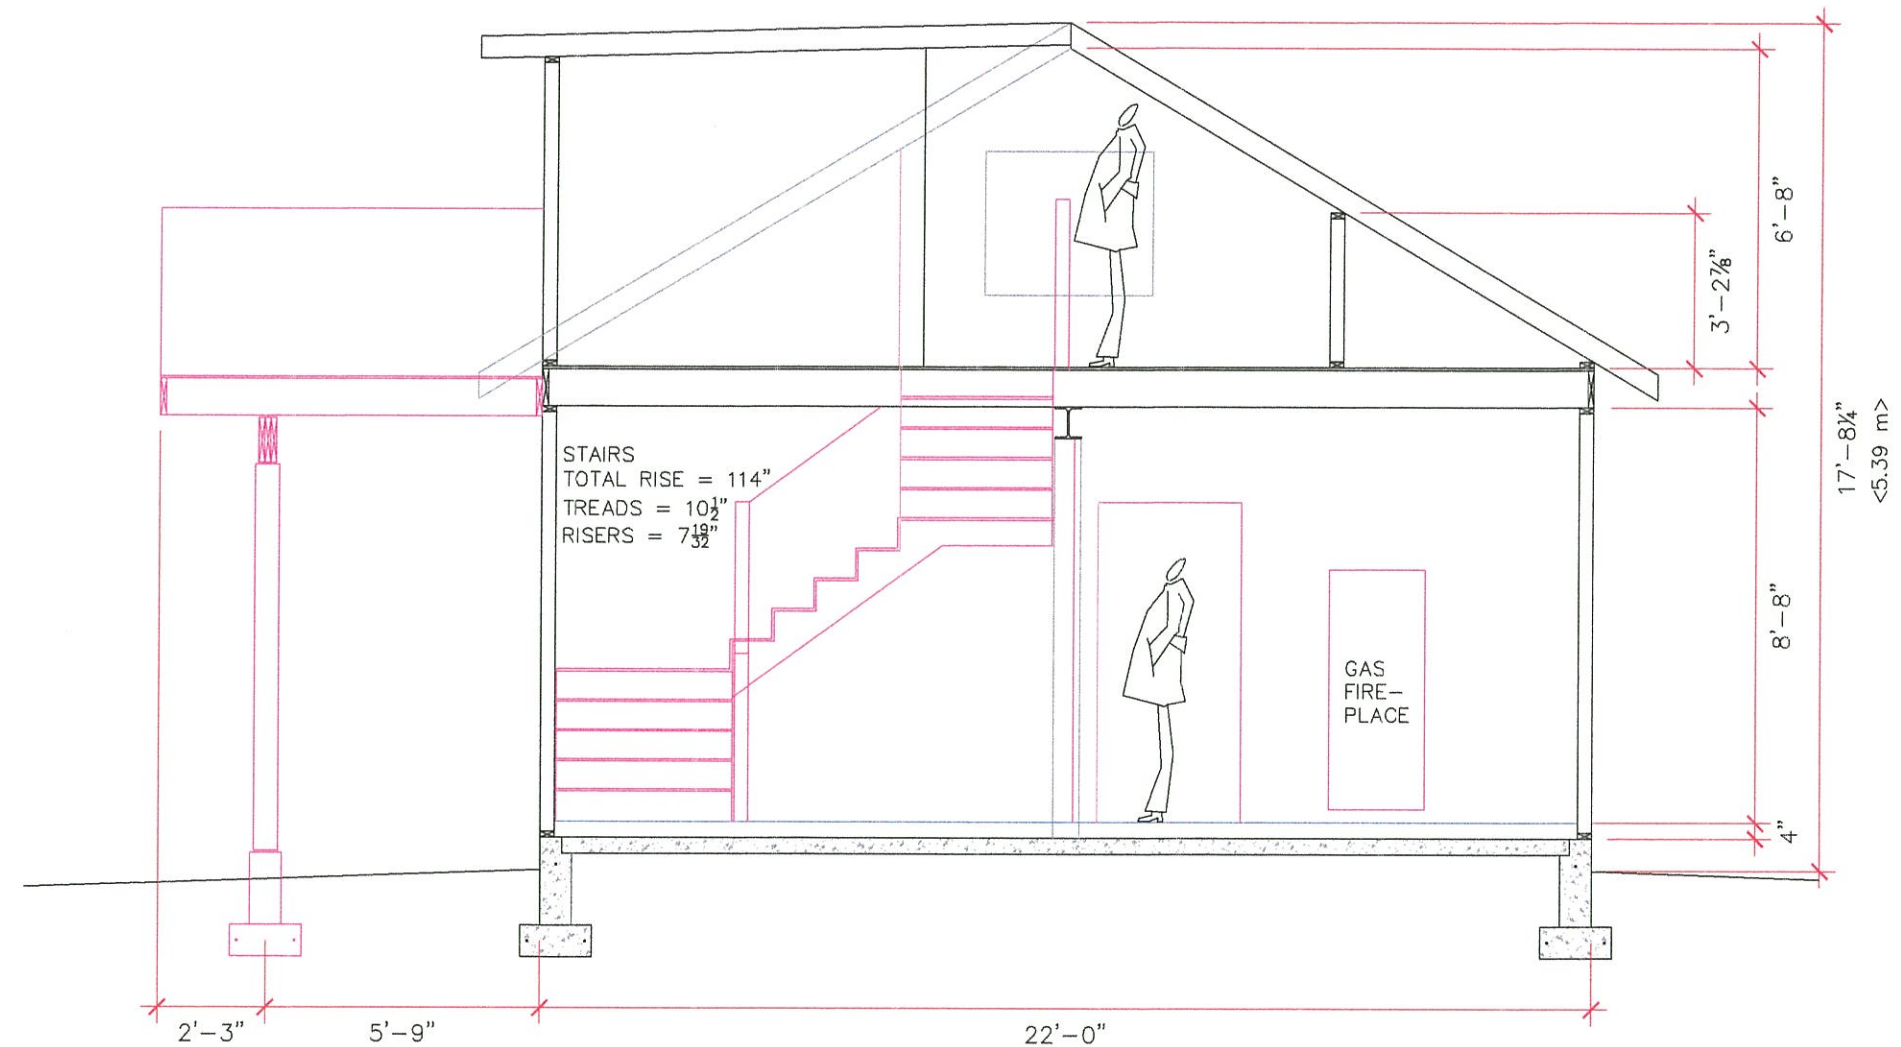 6'-8"
3'-2⅞"
17'-8¼"
<5.39 m>
STAIRS
TOTAL RISE = 114"
TREADS = 10½"
RISERS = 7 19/32"
8'-8"
GAS
FIRE-
PLACE
4"
2'-3"
5'-9"
22'-0"